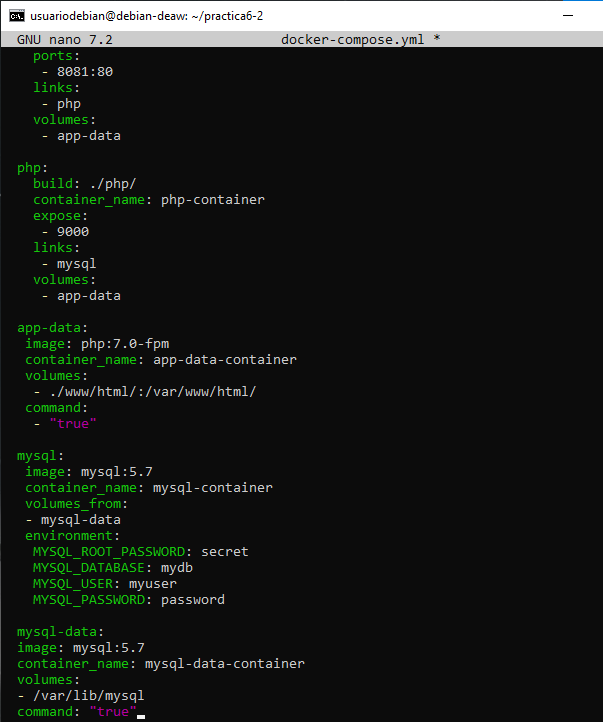 usuariodebian@debian-deaw: ~/practica6-2
GNU nano 7.2 docker-compose.yml *
    ports:
     - 8081:80
    links:
     - php
    volumes:
     - app-data

  php:
    build: ./php/
    container_name: php-container
    expose:
     - 9000
    links:
     - mysql
    volumes:
     - app-data

  app-data:
   image: php:7.0-fpm
   container_name: app-data-container
   volumes:
    - ./www/html/:/var/www/html/
   command:
    - "true"

  mysql:
   image: mysql:5.7
   container_name: mysql-container
   volumes_from:
   - mysql-data
   environment:
    MYSQL_ROOT_PASSWORD: secret
    MYSQL_DATABASE: mydb
    MYSQL_USER: myuser
    MYSQL_PASSWORD: password

  mysql-data:
  image: mysql:5.7
  container_name: mysql-data-container
  volumes:
  - /var/lib/mysql
  command: "true"